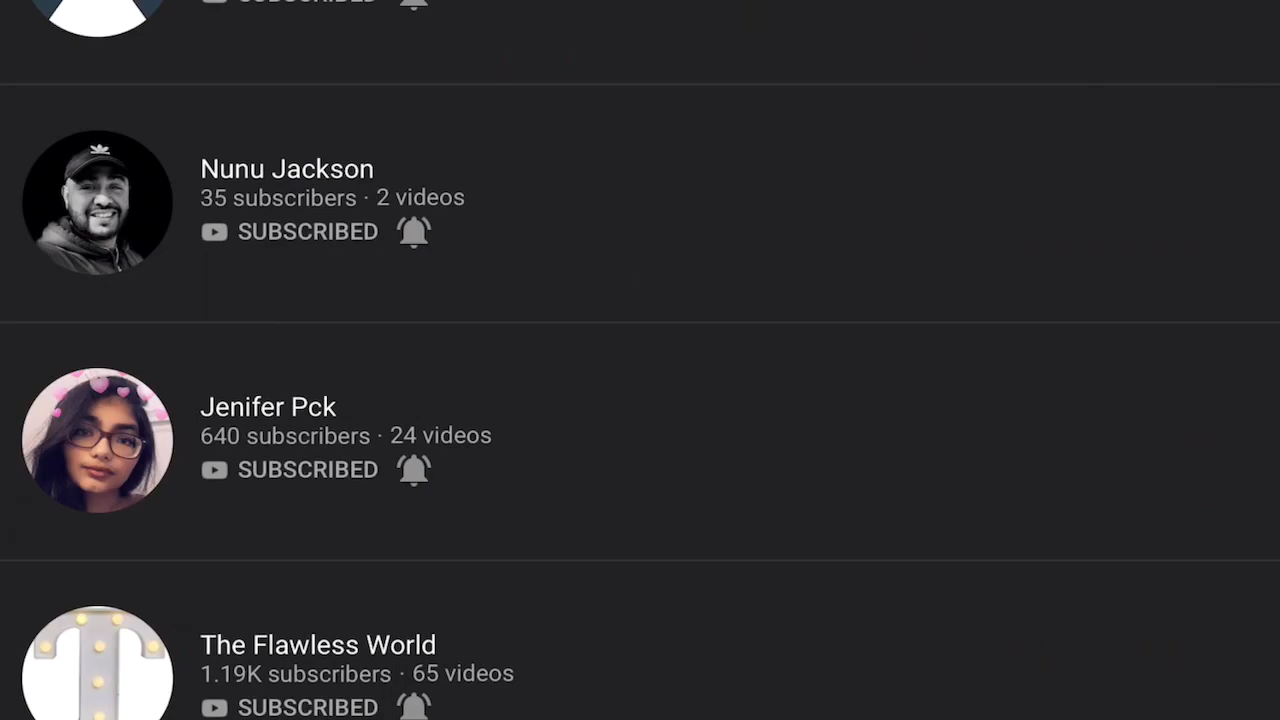 SUBSCRIBED
Nunu Jackson
35 subscribers · 2 videos
SUBSCRIBED
Jenifer Pck
640 subscribers · 24 videos
SUBSCRIBED
The Flawless World
1.19K subscribers · 65 videos
SUBSCRIBED